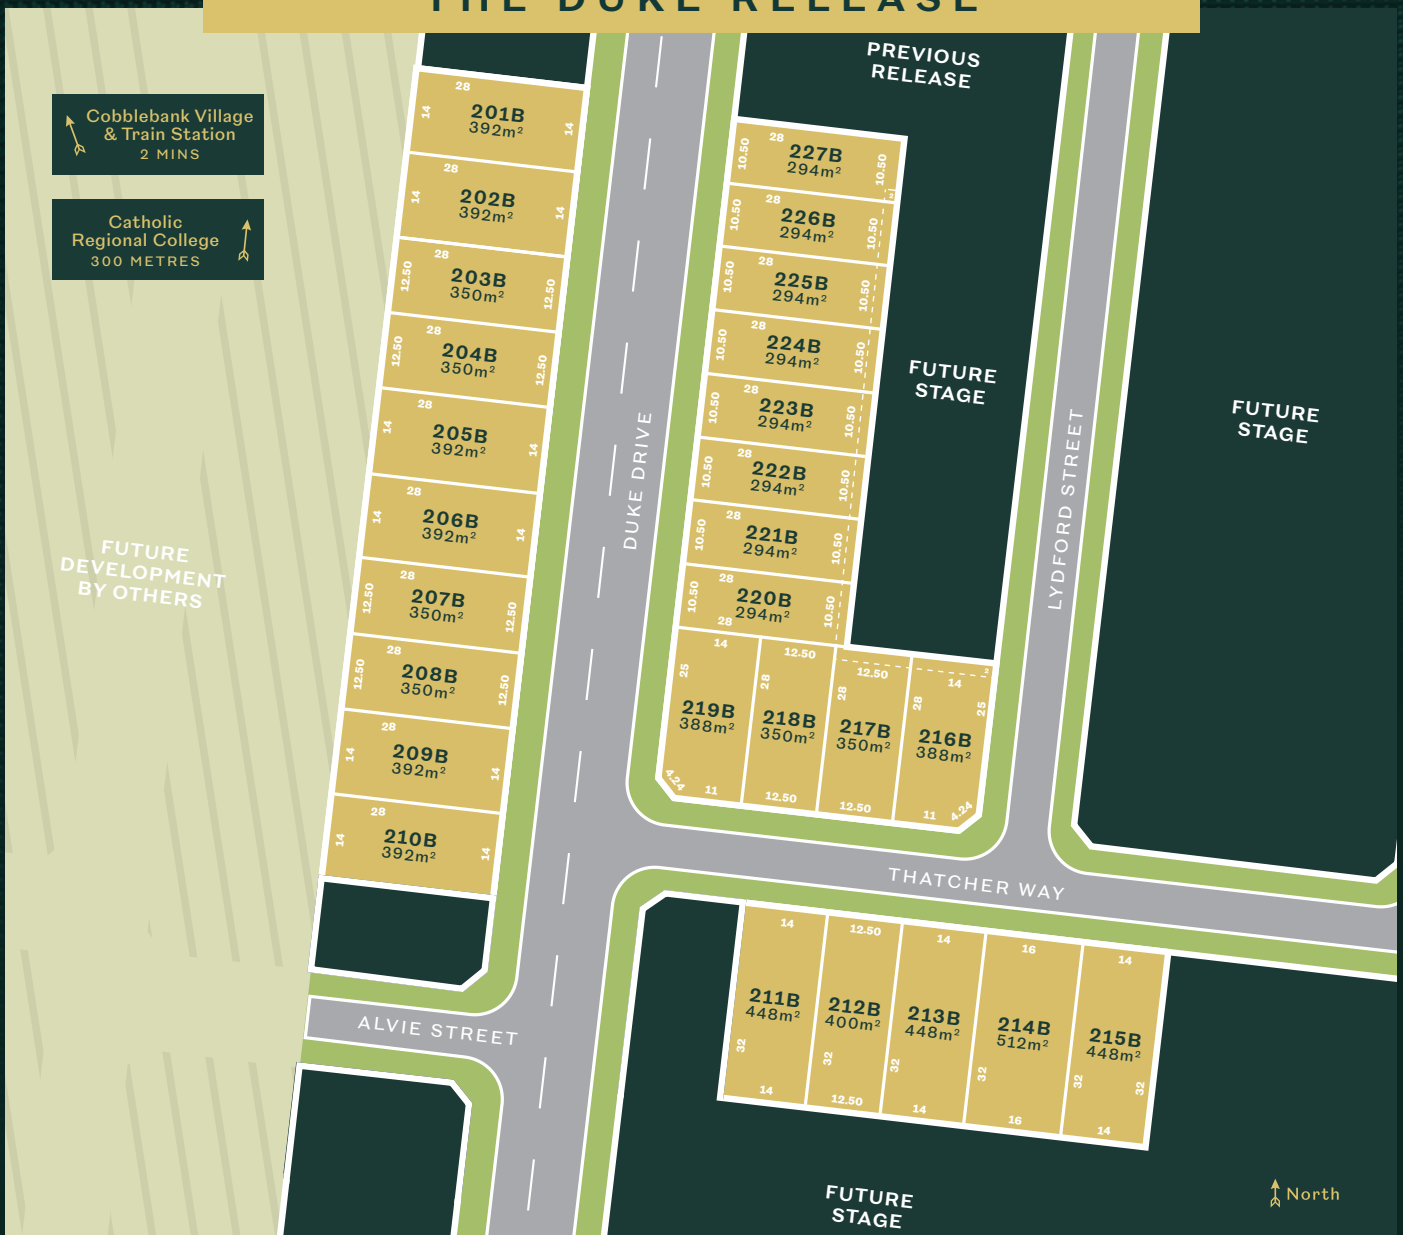 THE DUKE RELEASE
Cobblebank Village
& Train Station
2 MINS
Catholic
Regional College
300 METRES
PREVIOUS
RELEASE
FUTURE
STAGE
FUTURE
STAGE
FUTURE
DEVELOPMENT
BY OTHERS
DUKE DRIVE
LYDFORD STREET
THATCHER WAY
ALVIE STREET
28
14
201B
392m²
14
28
14
202B
392m²
14
28
12.50
203B
350m²
12.50
28
12.50
204B
350m²
12.50
28
14
205B
392m²
14
28
14
206B
392m²
14
28
12.50
207B
350m²
12.50
28
12.50
208B
350m²
12.50
28
14
209B
392m²
14
28
14
210B
392m²
14
28
10.50
227B
294m²
10.50
2
28
10.50
226B
294m²
10.50
28
10.50
225B
294m²
10.50
28
10.50
224B
294m²
10.50
28
10.50
223B
294m²
10.50
28
10.50
222B
294m²
10.50
28
10.50
221B
294m²
10.50
28
10.50
220B
294m²
10.50
28
14
25
219B
388m²
4.24
11
12.50
28
218B
350m²
12.50
12.50
28
217B
350m²
12.50
2
14
28
25
216B
388m²
11
4.24
14
211B
448m²
32
14
12.50
212B
400m²
32
12.50
14
213B
448m²
32
14
16
214B
512m²
32
16
14
215B
448m²
32
32
14
FUTURE
STAGE
North